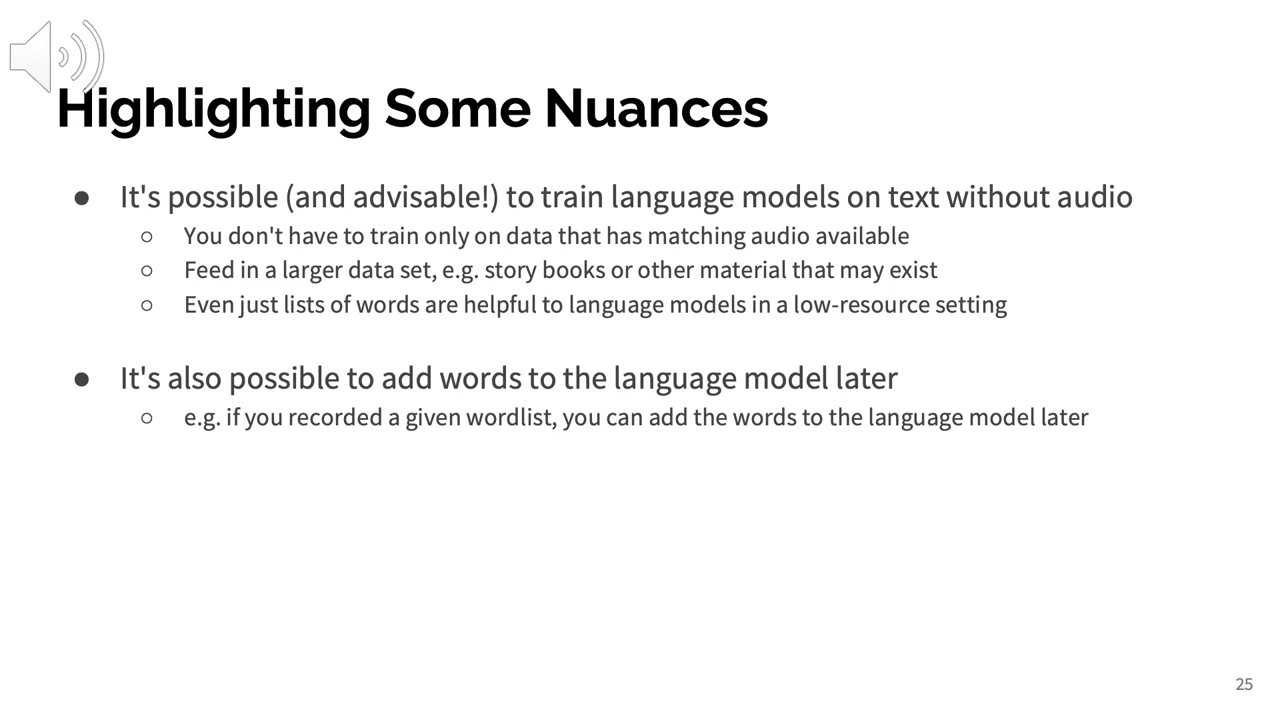 Highlighting Some Nuances
● It's possible (and advisable!) to train language models on text without audio
○ You don't have to train only on data that has matching audio available
○ Feed in a larger data set, e.g. story books or other material that may exist
○ Even just lists of words are helpful to language models in a low-resource setting
● It's also possible to add words to the language model later
○ e.g. if you recorded a given wordlist, you can add the words to the language model later
25